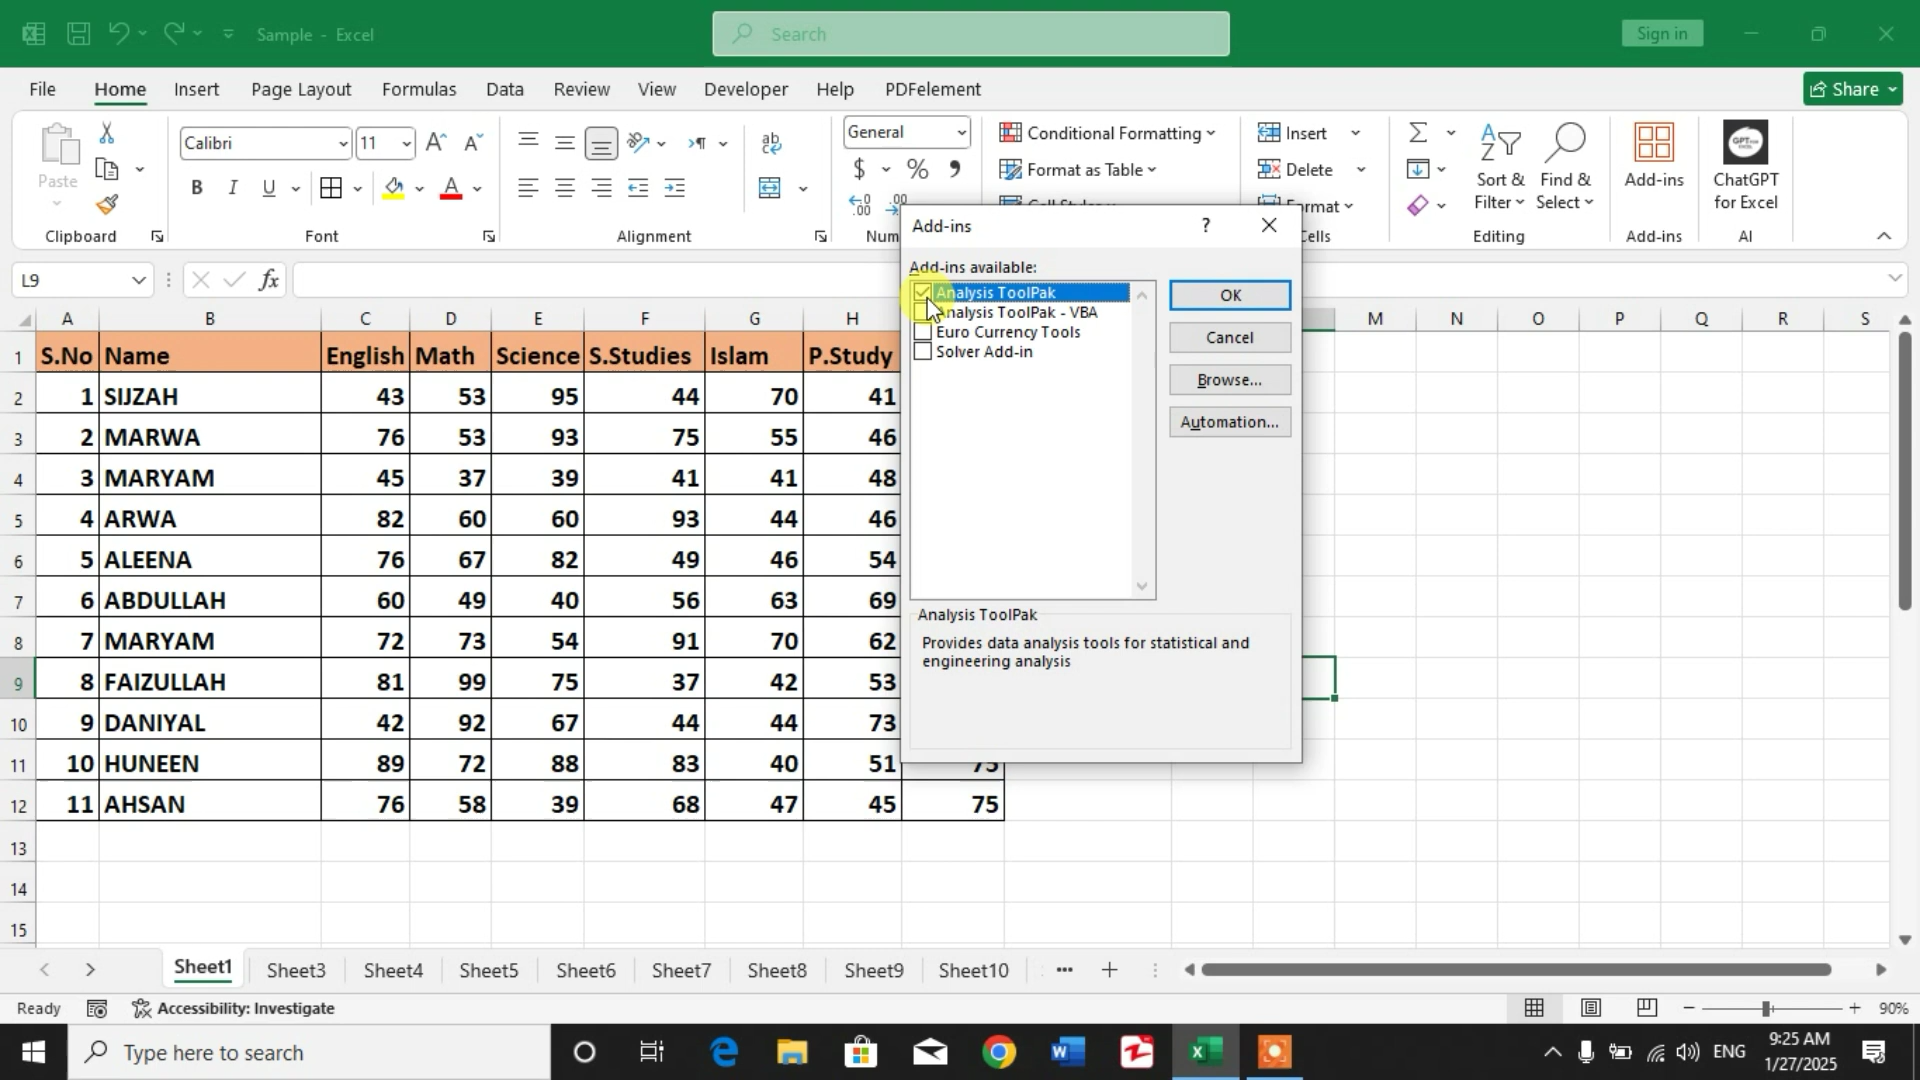 Sample - Excel
Search
Sign in
File Home Insert Page Layout Formulas Data Review View Developer Help PDFelement
Share
Paste
Calibri 11
General
Conditional Formatting
Format as Table
Insert
Delete
Format
Sort & Filter
Find & Select
Add-ins
ChatGPT for Excel
Clipboard Font Alignment Cells Editing Add-ins AI
L9
fx
Add-ins
?
Add-ins available:
Analysis ToolPak
Analysis ToolPak - VBA
Euro Currency Tools
Solver Add-in
OK
Cancel
Browse...
Automation...
Analysis ToolPak
Provides data analysis tools for statistical and
engineering analysis
A B C D E F G H M N O P Q R S
1 S.No Name English Math Science S.Studies Islam P.Study
2 1 SIJZAH 43 53 95 44 70 41
3 2 MARWA 76 53 93 75 55 46
4 3 MARYAM 45 37 39 41 41 48
5 4 ARWA 82 60 60 93 44 46
6 5 ALEENA 76 67 82 49 46 54
7 6 ABDULLAH 60 49 40 56 63 69
8 7 MARYAM 72 73 54 91 70 62
9 8 FAIZULLAH 81 99 75 37 42 53
10 9 DANIYAL 42 92 67 44 44 73
11 10 HUNEEN 89 72 88 83 40 51
12 11 AHSAN 76 58 39 68 47 45 75
13
14
15
Sheet1 Sheet3 Sheet4 Sheet5 Sheet6 Sheet7 Sheet8 Sheet9 Sheet10
Ready
Accessibility: Investigate
90%
Type here to search
ENG
9:25 AM
1/27/2025